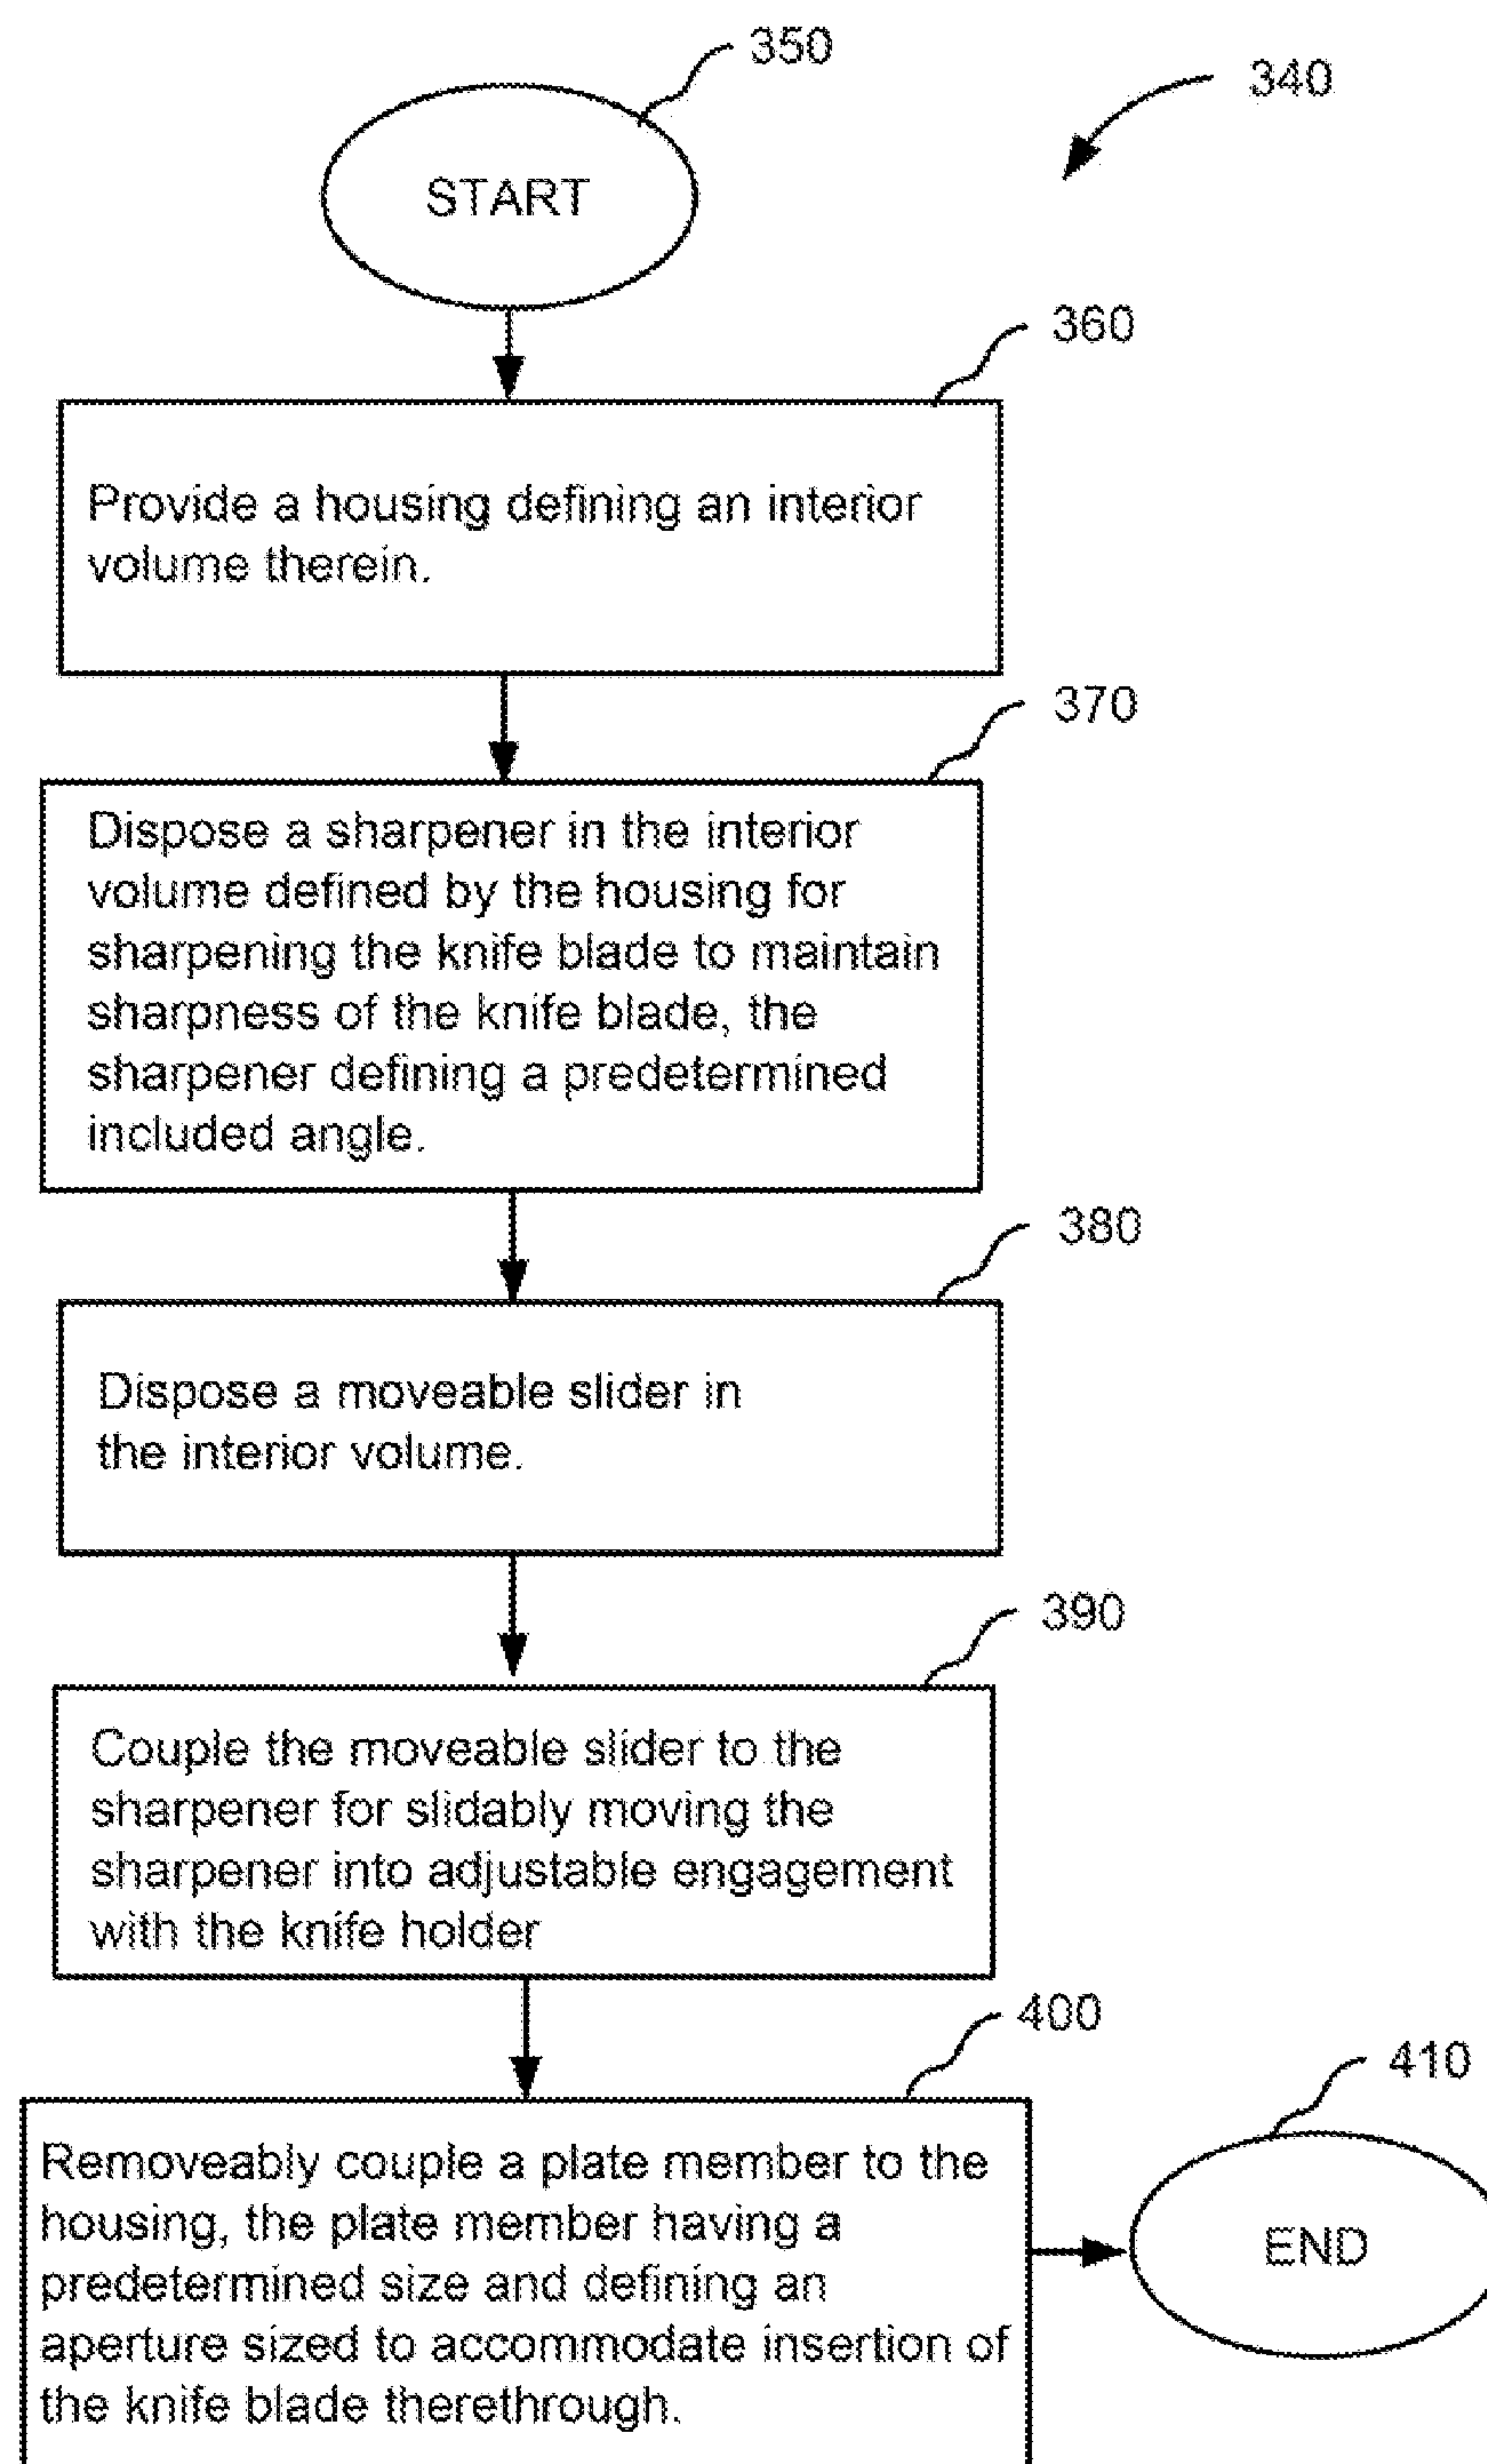 350
340
START
360
Provide a housing defining an interior
volume therein.
370
Dispose a sharpener in the interior
volume defined by the housing for
sharpening the knife blade to maintain
sharpness of the knife blade, the
sharpener defining a predetermined
included angle.
380
Dispose a moveable slider in
the interior volume.
390
Couple the moveable slider to the
sharpener for slidably moving the
sharpener into adjustable engagement
with the knife holder
400
410
Removeably couple a plate member to the
housing, the plate member having a
predetermined size and defining an
aperture sized to accommodate insertion of
the knife blade therethrough.
END